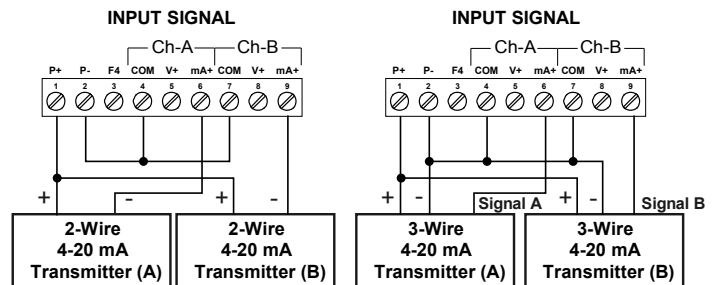 INPUT SIGNAL
Ch-A Ch-B
P+ P- F4 COM V+ mA+ COM V+ mA+
1 2 3 4 5 6 7 8 9
+ - + -
2-Wire
4-20 mA
Transmitter (A)
2-Wire
4-20 mA
Transmitter (B)
INPUT SIGNAL
Ch-A Ch-B
P+ P- F4 COM V+ mA+ COM V+ mA+
1 2 3 4 5 6 7 8 9
+ - Signal A + - Signal B
3-Wire
4-20 mA
Transmitter (A)
3-Wire
4-20 mA
Transmitter (B)